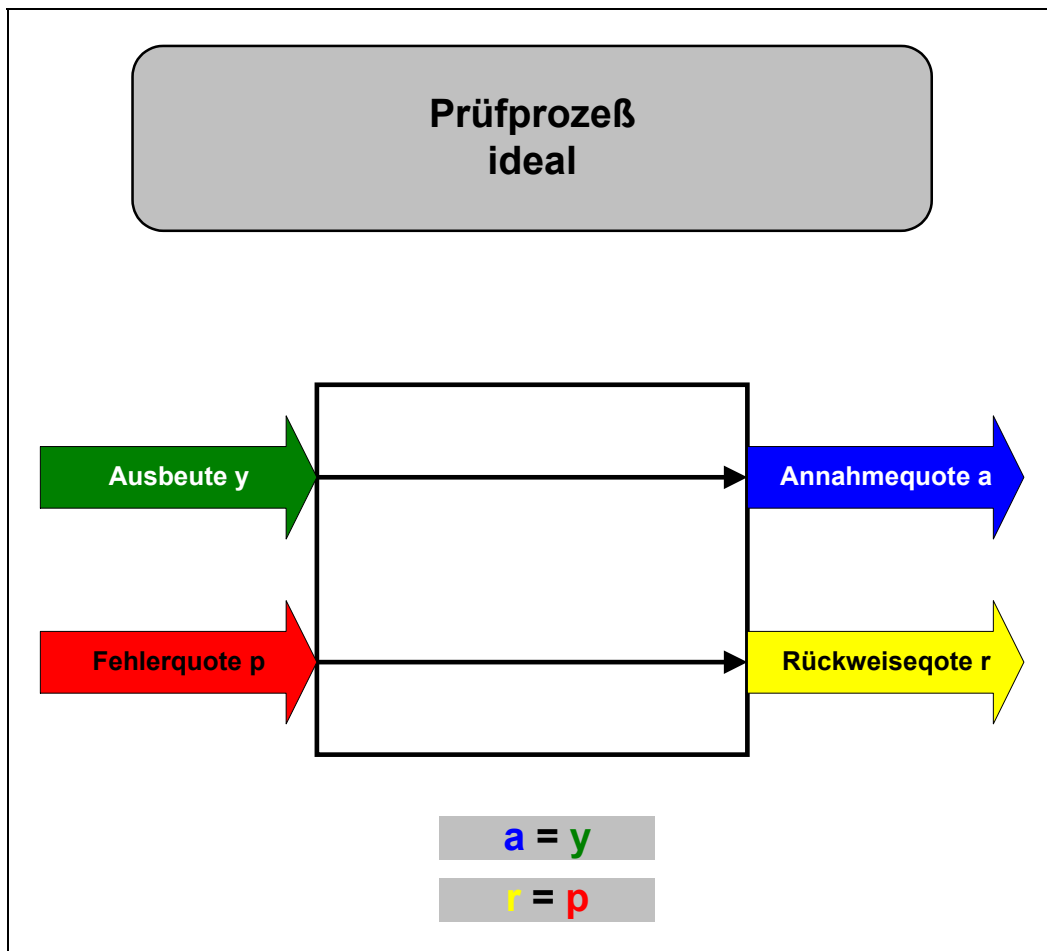 Prüfprozeß
ideal
Ausbeute y
Annahmequote a
Fehlerquote p
Rückweiseqote r
a = y
r = p